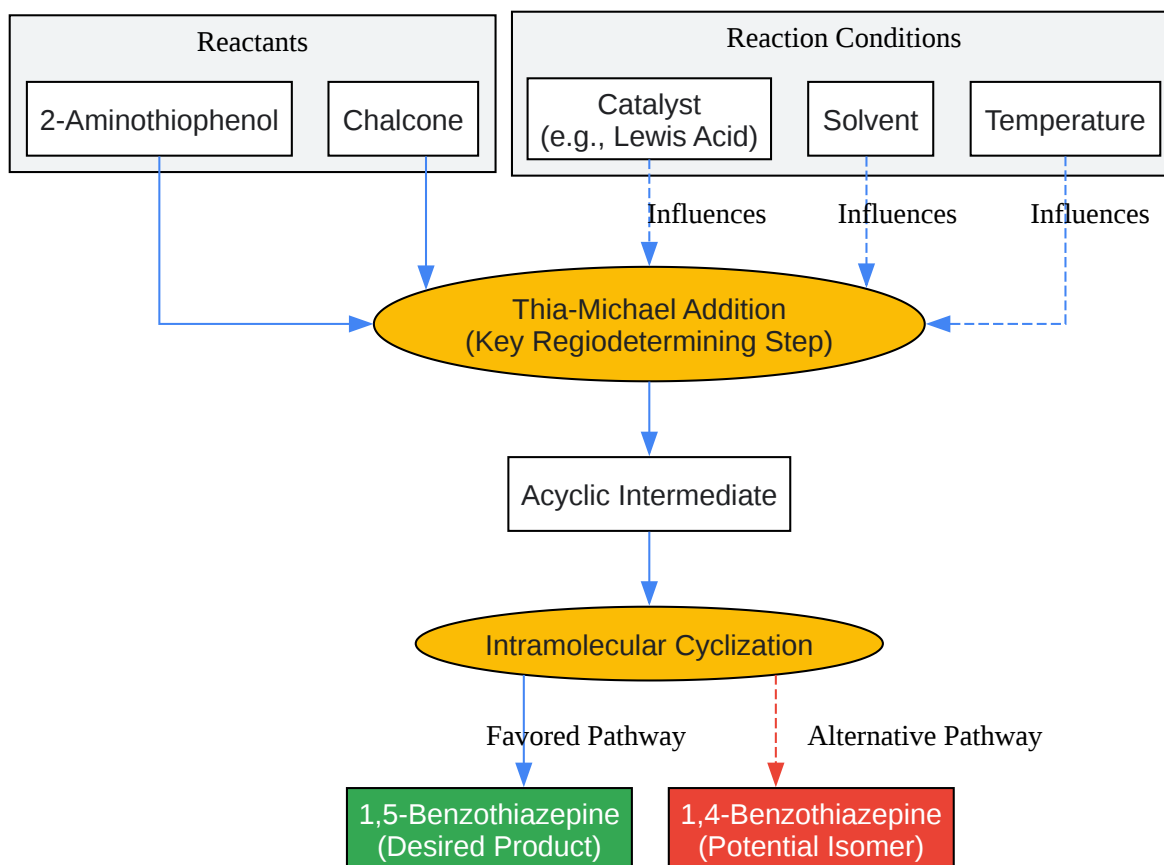 Reactants
Reaction Conditions
2-Aminothiophenol
Chalcone
Catalyst
(e.g., Lewis Acid)
Solvent
Temperature
Influences
Influences
Influences
Thia-Michael Addition
(Key Regiodetermining Step)
Acyclic Intermediate
Intramolecular Cyclization
Favored Pathway
Alternative Pathway
1,5-Benzothiazepine
(Desired Product)
1,4-Benzothiazepine
(Potential Isomer)